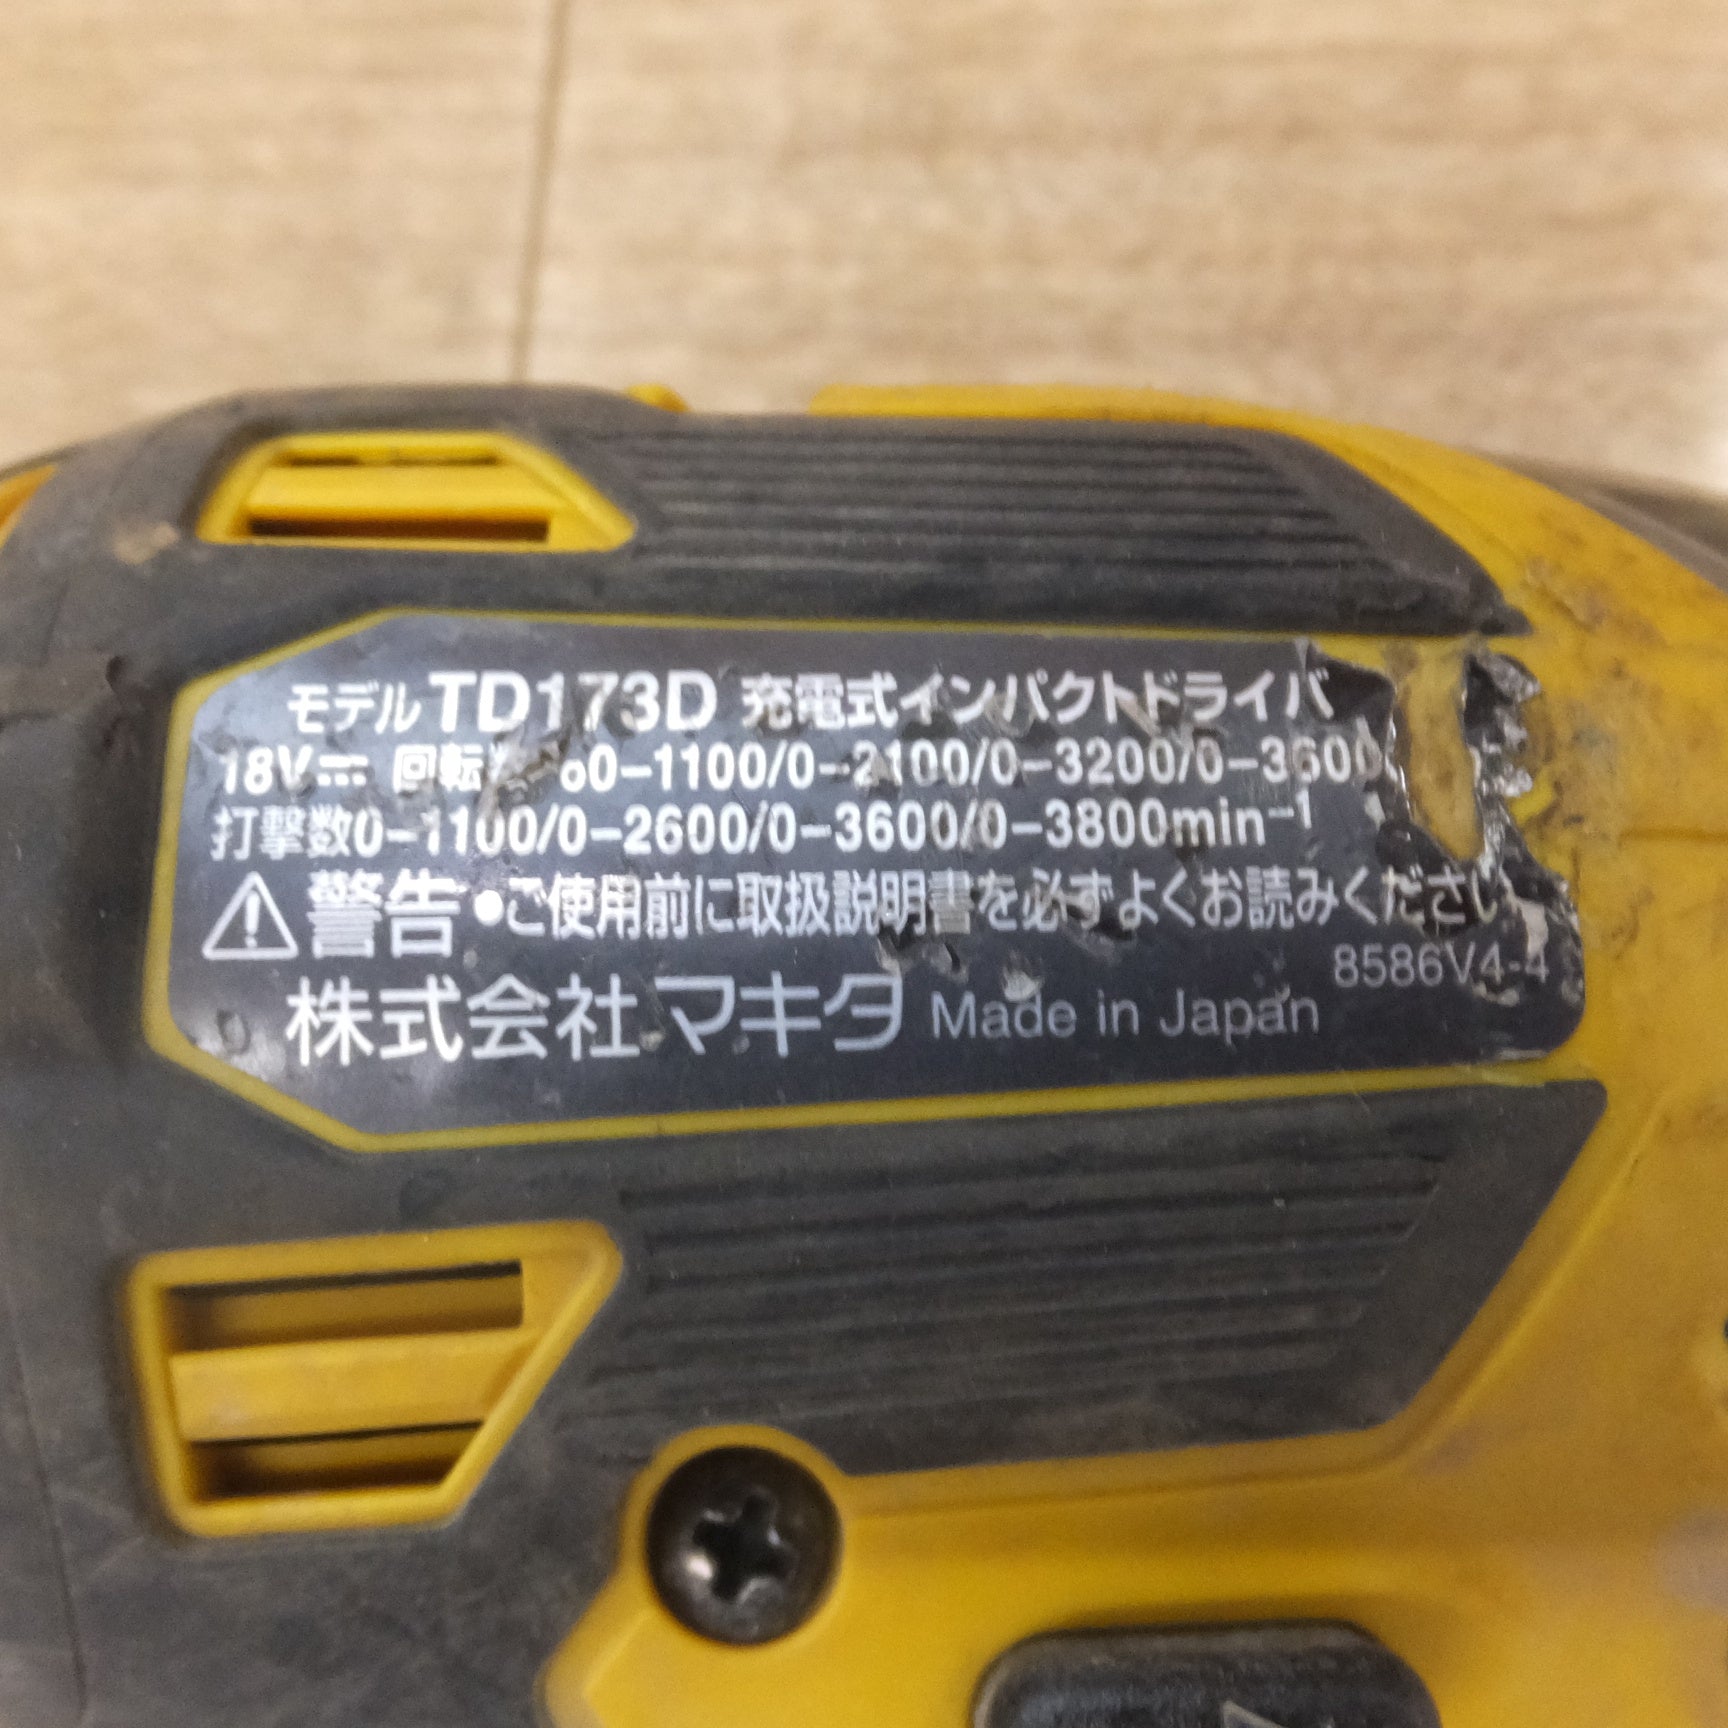 モデルTD173D 充電式インパクトドライバ
18V⎓ 回転 0-1100/0-2100/0-3200/0-3600
打撃数0-1100/0-2600/0-3600/0-3800min⁻¹
⚠警告 ●ご使用前に取扱説明書を必ずよくお読みください
8586V4-4
株式会社マキタ Made in Japan